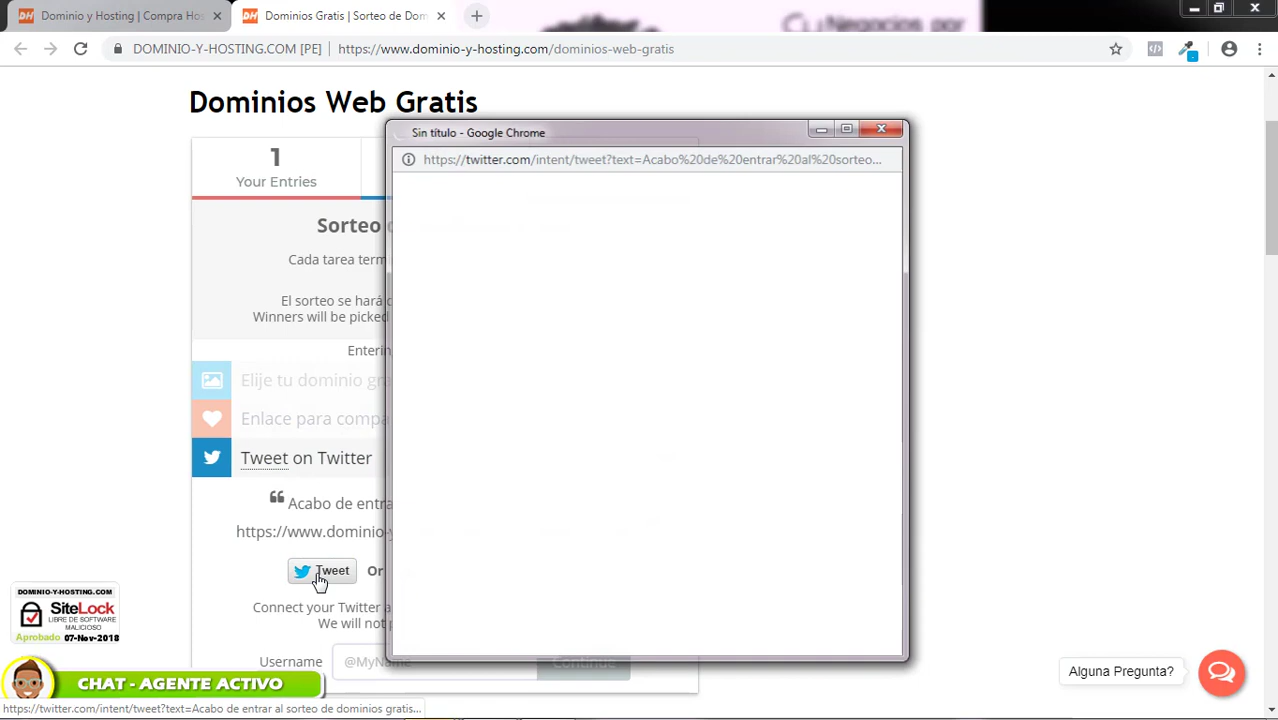 Dominio y Hosting | Compra Hos
Dominios Gratis | Sorteo de Dom
Negocios por
DOMINIO-Y-HOSTING.COM [PE]
https://www.dominio-y-hosting.com/dominios-web-gratis
Dominios Web Gratis
Sin título - Google Chrome
https://twitter.com/intent/tweet?text=Acabo%20de%20entrar%20al%20sorteo...
1
Your Entries
Sorteo
Cada tarea term
El sorteo se hará
Winners will be picked
Entering
Elije tu dominio gra
Enlace para compa
Tweet on Twitter
Acabo de entra
https://www.dominio-y
Tweet Or
Connect your Twitter a
We will not p
Username @MyName Continue
DOMINIO-Y-HOSTING.COM
SiteLock
LIBRE DE SOFTWARE
MALICIOSO
Aprobado 07-Nov-2018
CHAT - AGENTE ACTIVO
Alguna Pregunta?
https://twitter.com/intent/tweet?text=Acabo de entrar al sorteo de dominios gratis...